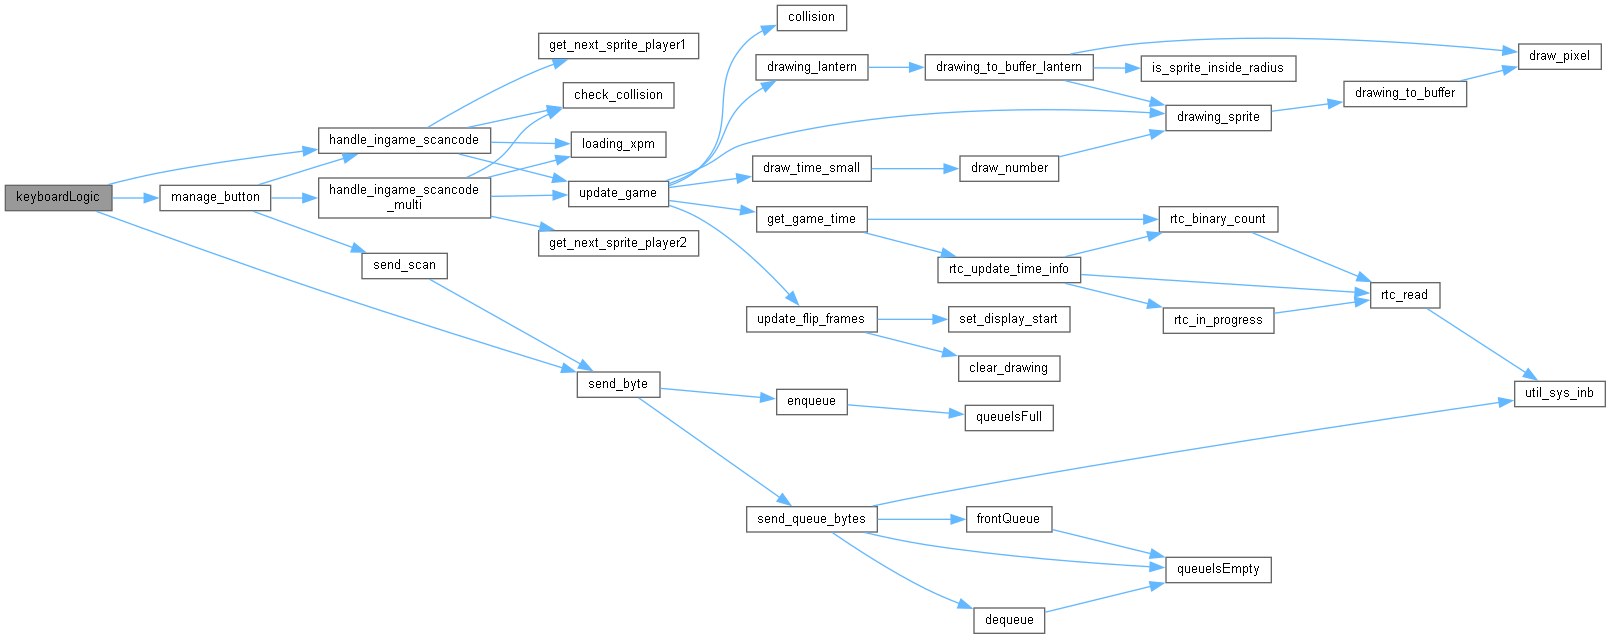 keyboardLogic
manage_button
handle_ingame_scancode
handle_ingame_scancode
_multi
send_scan
get_next_sprite_player1
check_collision
loading_xpm
update_game
get_next_sprite_player2
send_byte
collision
drawing_lantern
draw_time_small
get_game_time
update_flip_frames
enqueue
send_queue_bytes
drawing_to_buffer_lantern
draw_number
rtc_update_time_info
set_display_start
clear_drawing
queueIsFull
frontQueue
dequeue
is_sprite_inside_radius
drawing_sprite
rtc_binary_count
rtc_in_progress
queueIsEmpty
drawing_to_buffer
rtc_read
draw_pixel
util_sys_inb